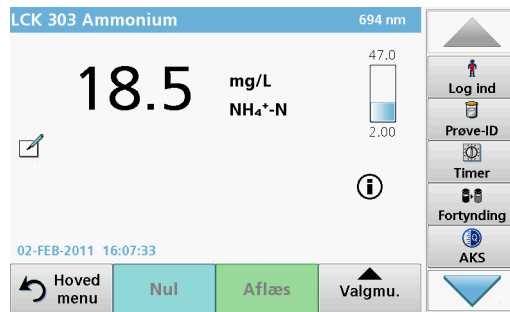 LCK 303 Ammonium 694 nm
47.0
18.5 mg/L
NH₄⁺-N
2.00
02-FEB-2011 16:07:33
Hoved menu
Nul
Aflæs
Valgmu.
Log ind
Prøve-ID
Timer
Fortynding
AKS